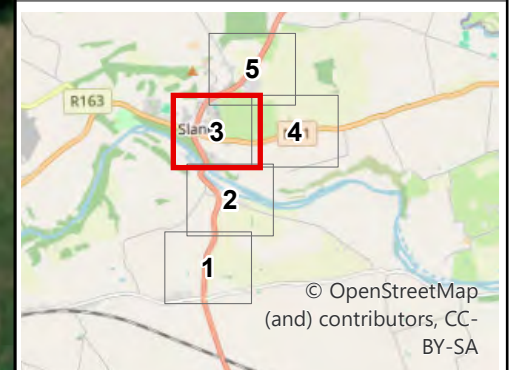 5
R163
Slan
3
4
2
1
© OpenStreetMap
(and) contributors, CC-
BY-SA